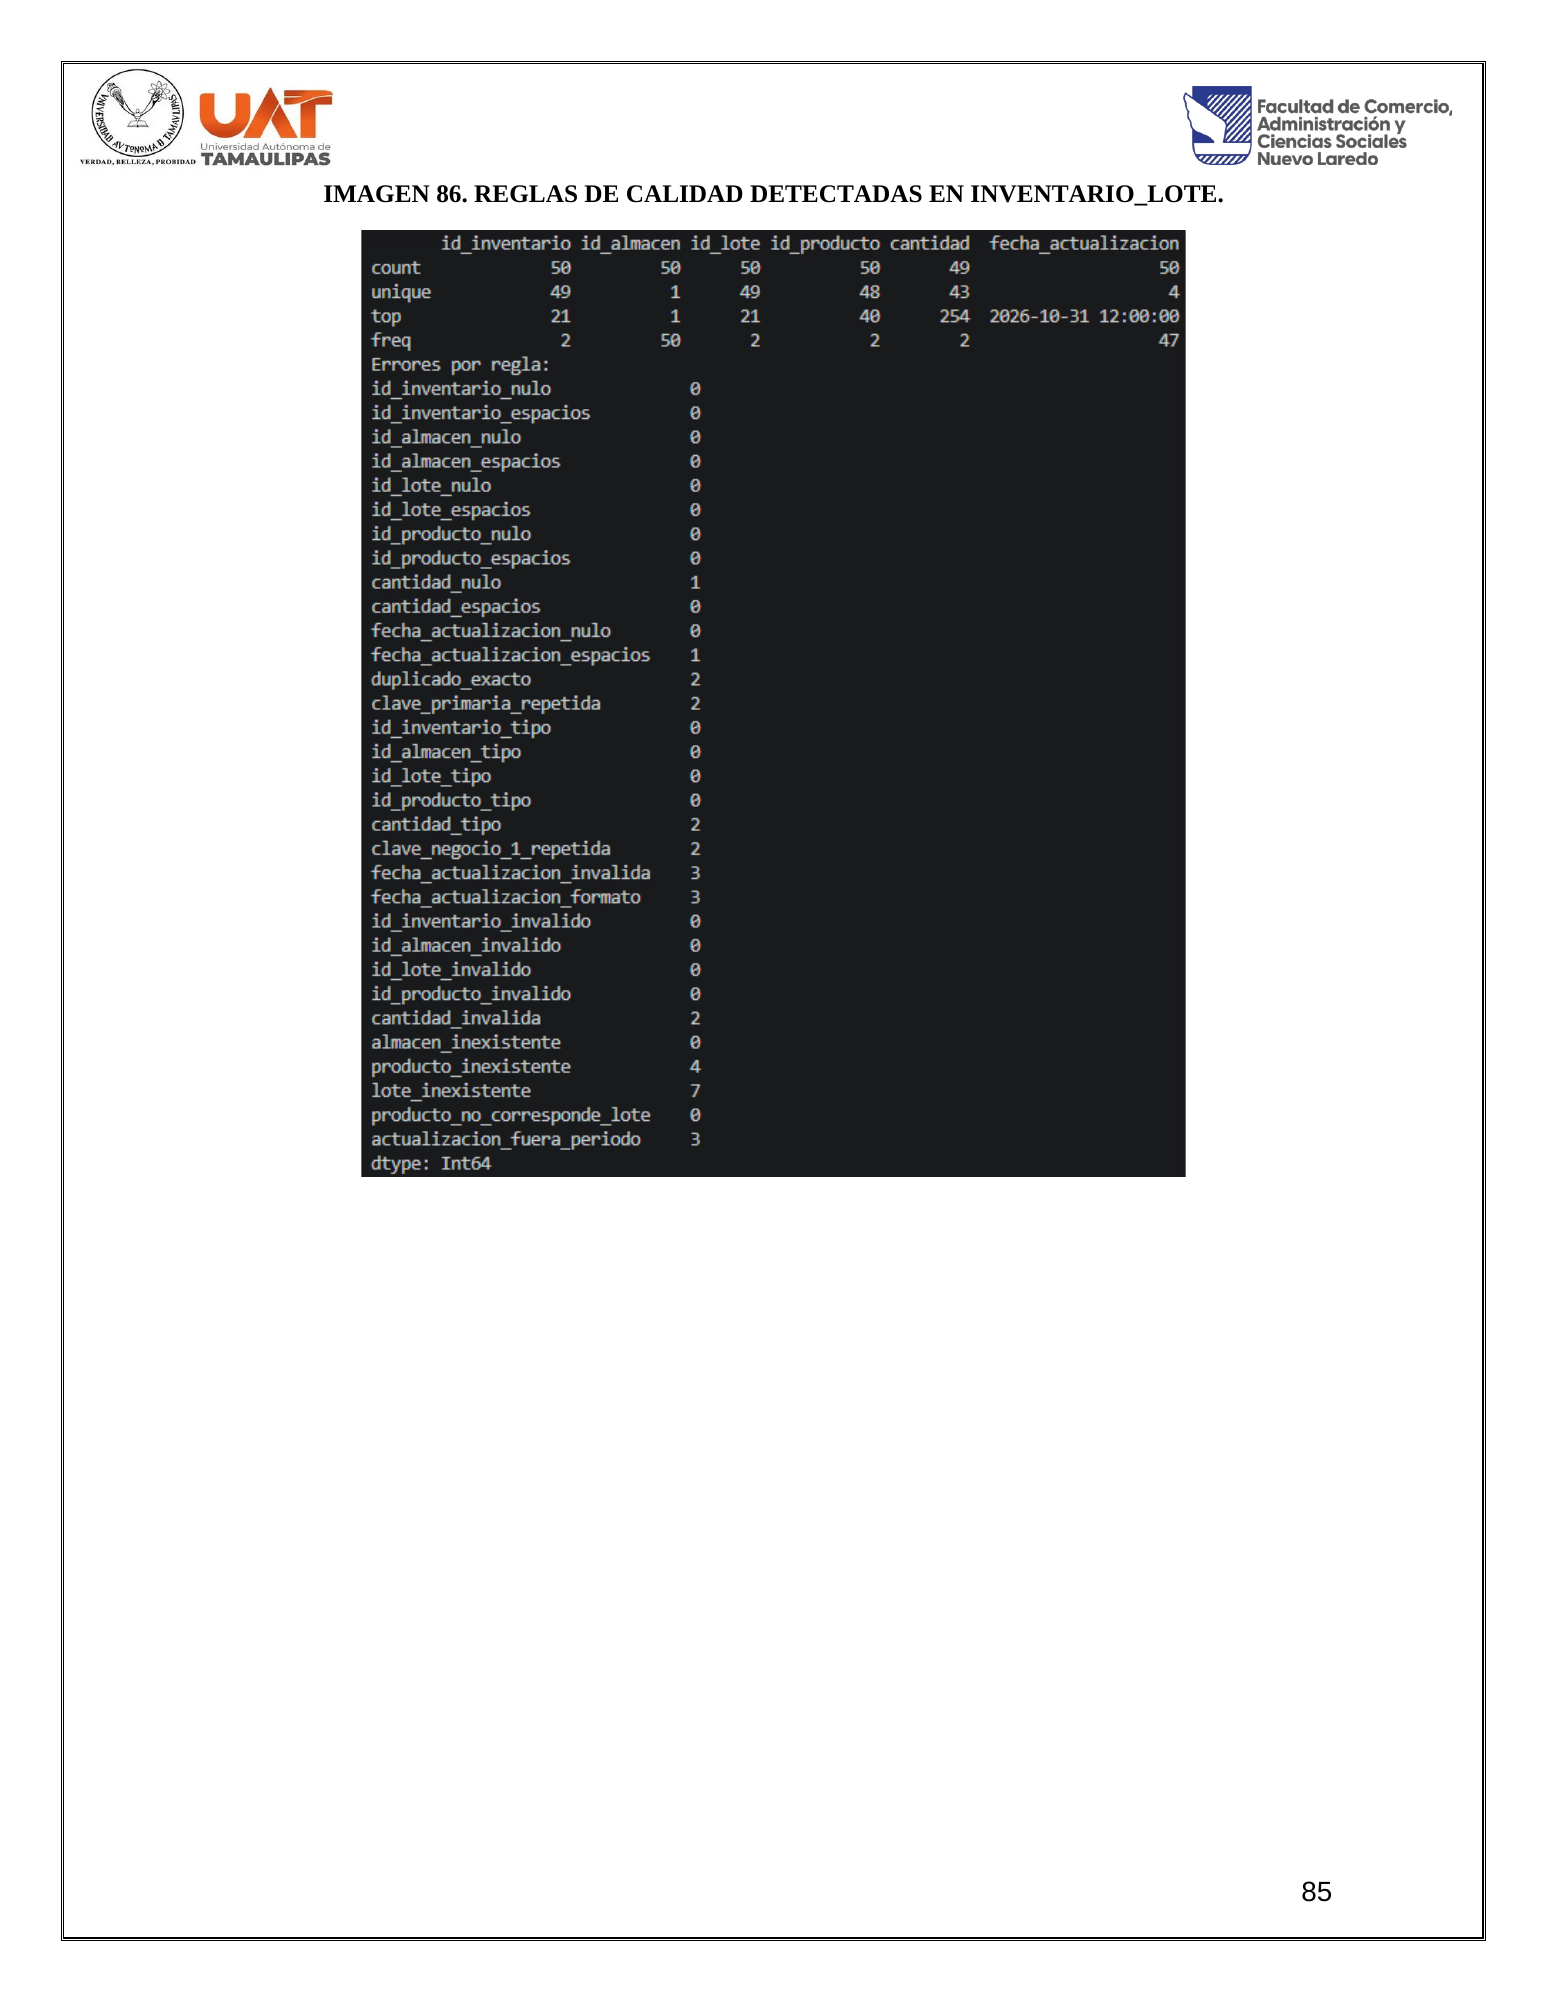 VNIVERSIDAD AVTONOMA D TAMAVLIPAS
VERDAD, BELLEZA, PROBIDAD
UAT
Universidad Autónoma de
TAMAULIPAS
Facultad de Comercio,
Administración y
Ciencias Sociales
Nuevo Laredo
IMAGEN 86. REGLAS DE CALIDAD DETECTADAS EN INVENTARIO_LOTE.
id_inventario id_almacen id_lote id_producto cantidad fecha_actualizacion
count 50 50 50 50 49 50
unique 49 1 49 48 43 4
top 21 1 21 40 254 2026-10-31 12:00:00
freq 2 50 2 2 2 47
Errores por regla:
id_inventario_nulo 0
id_inventario_espacios 0
id_almacen_nulo 0
id_almacen_espacios 0
id_lote_nulo 0
id_lote_espacios 0
id_producto_nulo 0
id_producto_espacios 0
cantidad_nulo 1
cantidad_espacios 0
fecha_actualizacion_nulo 0
fecha_actualizacion_espacios 1
duplicado_exacto 2
clave_primaria_repetida 2
id_inventario_tipo 0
id_almacen_tipo 0
id_lote_tipo 0
id_producto_tipo 0
cantidad_tipo 2
clave_negocio_1_repetida 2
fecha_actualizacion_invalida 3
fecha_actualizacion_formato 3
id_inventario_invalido 0
id_almacen_invalido 0
id_lote_invalido 0
id_producto_invalido 0
cantidad_invalida 2
almacen_inexistente 0
producto_inexistente 4
lote_inexistente 7
producto_no_corresponde_lote 0
actualizacion_fuera_periodo 3
dtype: Int64
85